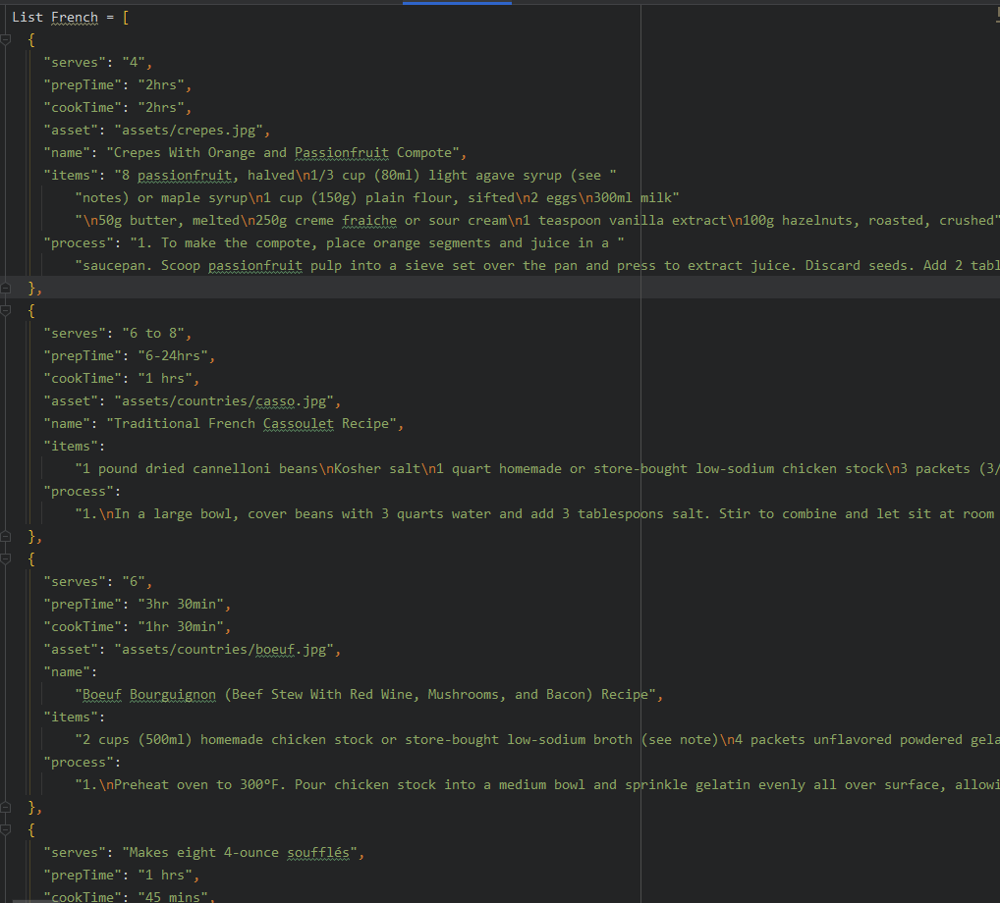 List French = [
{
"serves": "4",
"prepTime": "2hrs",
"cookTime": "2hrs",
"asset": "assets/crepes.jpg",
"name": "Crepes With Orange and Passionfruit Compote",
"items": "8 passionfruit, halved\n1/3 cup (80ml) light agave syrup (see "
"notes) or maple syrup\n1 cup (150g) plain flour, sifted\n2 eggs\n300ml milk"
"\n50g butter, melted\n250g creme fraiche or sour cream\n1 teaspoon vanilla extract\n100g hazelnuts, roasted, crushed"
"process": "1. To make the compote, place orange segments and juice in a "
"saucepan. Scoop passionfruit pulp into a sieve set over the pan and press to extract juice. Discard seeds. Add 2 tabl
},
{
"serves": "6 to 8",
"prepTime": "6-24hrs",
"cookTime": "1 hrs",
"asset": "assets/countries/casso.jpg",
"name": "Traditional French Cassoulet Recipe",
"items":
"1 pound dried cannelloni beans\nKosher salt\n1 quart homemade or store-bought low-sodium chicken stock\n3 packets (3/
"process":
"1.\nIn a large bowl, cover beans with 3 quarts water and add 3 tablespoons salt. Stir to combine and let sit at room
},
{
"serves": "6",
"prepTime": "3hr 30min",
"cookTime": "1hr 30min",
"asset": "assets/countries/boeuf.jpg",
"name":
"Boeuf Bourguignon (Beef Stew With Red Wine, Mushrooms, and Bacon) Recipe",
"items":
"2 cups (500ml) homemade chicken stock or store-bought low-sodium broth (see note)\n4 packets unflavored powdered gela
"process":
"1.\nPreheat oven to 300°F. Pour chicken stock into a medium bowl and sprinkle gelatin evenly all over surface, allowi
},
{
"serves": "Makes eight 4-ounce soufflés",
"prepTime": "1 hrs",
"cookTime": "45 mins",